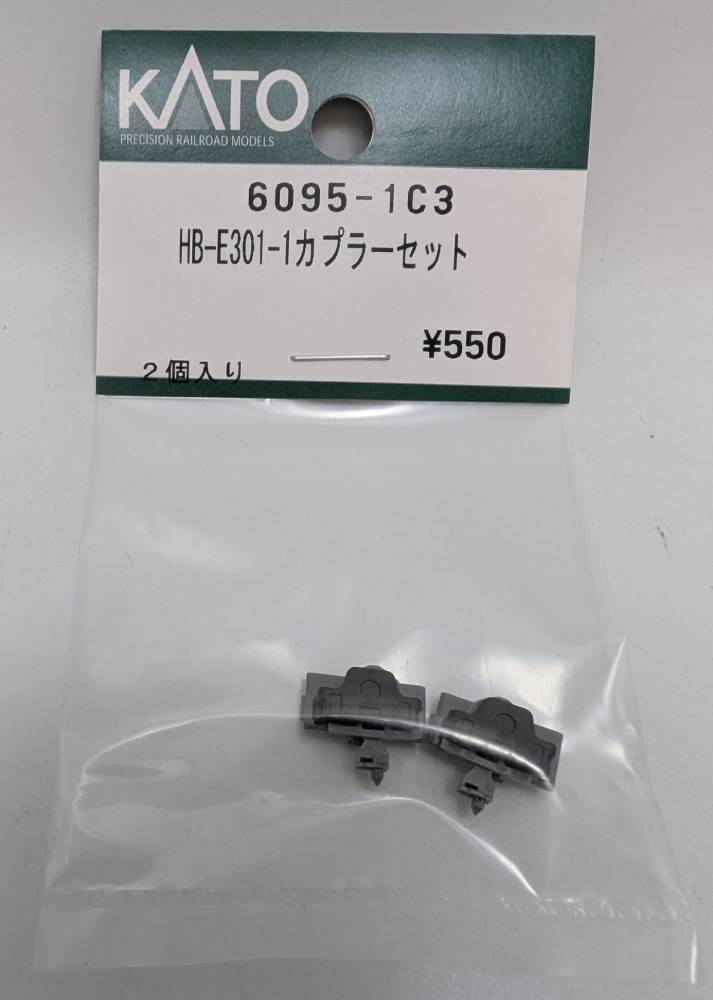 KATO
PRECISION RAILROAD MODELS
6095-1C3
HB-E301-1カプラーセット
¥550
2個入り